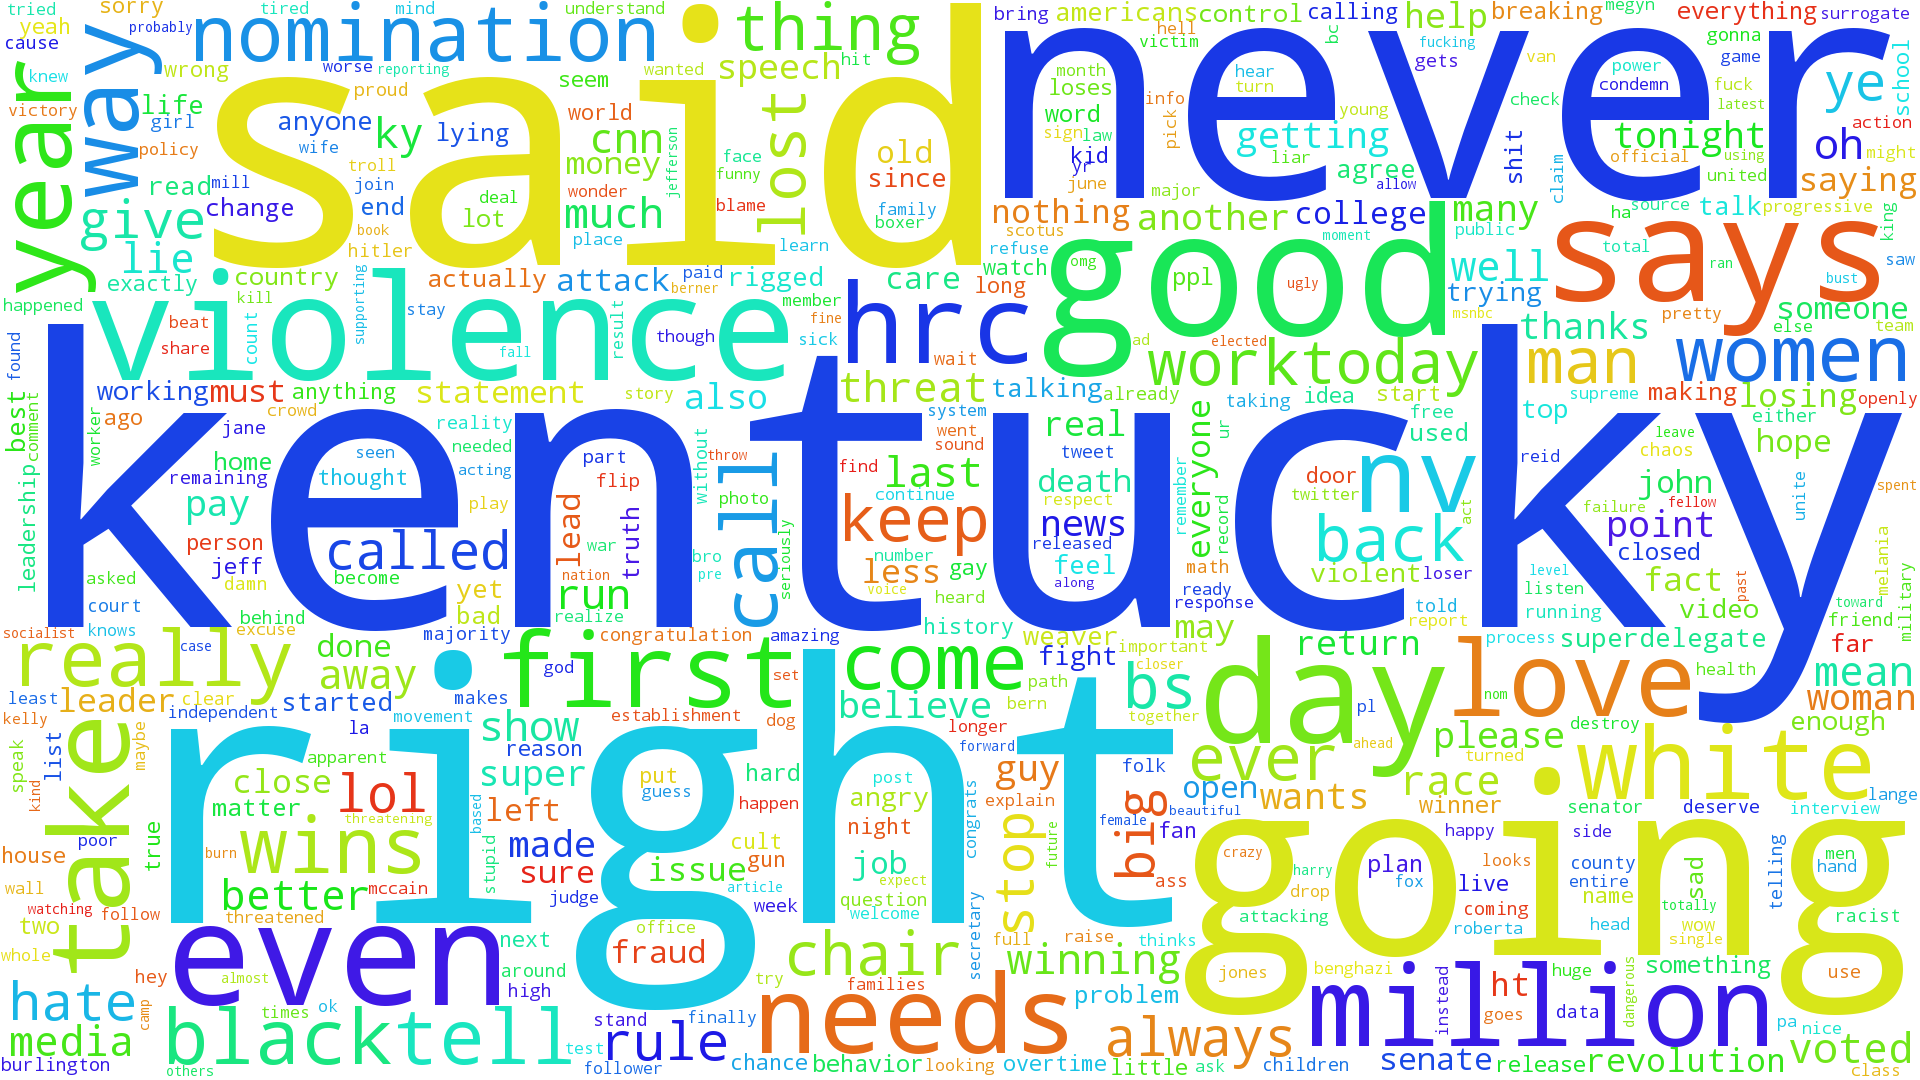 tried
sorry
tired
mind
understand
yeah
probably
nomination
thing
cause
way
worse
reporting
wrong
knew
proud
seem
wanted
speech
hit
bring
americans
control
calling
help
breaking
megyn
everything
surrogate
hell
victim
bc
fucking
gets
gonna
game
van
never
ye
school
year
said
victory
life
girl
policy
anyone
wife
ky
lying
world
cnn
money
lost
troll
read
mill
join
deal
wonder
face
funny
jefferson
old
since
change
end
lot
much
blame
family
boxer
give
book
hitler
place
learn
lie
exactly
country
actually
attack
paid
rigged
berner
care
month
loses
word
sign
law
kid
yr
june
hear
turn
info
pick
young
getting
liar
agree
allow
major
power
condemn
fuck
check
latest
tonight
oh
action
official
using
might
shit
claim
united
saying
nothing
another
college
many
ha
source
talk
progressive
king
scotus
refuse
moment
public
says
total
saw
ran
bust
watch
long
omg
ppl
ugly
good
well
trying
msnbc
pretty
someone
happened
violence
kill
supporting
stay
member
fine
hrc
beat
share
count
fall
result
though
sick
wait
ad
elected
worktoday
thanks
else
team
man
women
found
best
working
must
anything
statement
story
also
threat
talking
already
taking
idea
start
top
supreme
making
losing
openly
comment
ago
crowd
jane
reality
needed
system
went
sound
real
everyone
ur
free
used
either
hope
worker
home
seen
thought
acting
part
flip
without
throw
photo
find
last
tweet
death
door
nv
reid
leave
chaos
kentucky
leadership
remaining
pay
play
lead
call
continue
respect
remember
record
twitter
act
john
failure
fellow
unite
spent
person
called
war
truth
seriously
keep
news
released
back
point
closed
jeff
number
math
level
listen
past
melania
military
asked
damn
become
yet
nation
bro
pre
less
gay
feel
violent
loser
fact
court
behind
bad
run
realize
voice
heard
along
ready
response
told
report
running
video
toward
friend
socialist
knows
case
excuse
majority
congratulation
amazing
history
weaver
may
process
superdelegate
far
really
done
away
first
god
come
fight
important
closer
return
day
love
health
mean
least
leader
clear
started
makes
set
path
bs
nom
woman
kelly
independent
movement
show
establishment
dog
believe
bern
longer
together
pl
destroy
enough
take
speak
list
maybe
la
apparent
reason
forward
ever
ahead
please
turned
white
kind
close
lol
super
put
guess
hard
post
guy
folk
open
wants
race
matter
threatening
left
based
happen
angry
congrats
explain
big
beautiful
winner
senator
deserve
interview
lange
right
true
poor
wins
made
cult
night
female
fan
happy
side
house
burn
stupid
sure
issue
gun
job
future
stop
crazy
harry
plan
looks
county
sad
men
hand
wall
better
mccain
judge
article
expect
ass
drop
fox
live
entire
telling
watching
follow
threatened
week
question
welcome
attacking
coming
name
totally
racist
two
office
full
raise
thinks
going
roberta
head
wow
single
whole
even
next
fraud
chair
secretary
winning
jones
benghazi
something
use
hey
almost
around
high
try
families
problem
million
instead
ht
huge
dangerous
hate
camp
times
ok
stand
finally
needs
always
goes
data
pa
nice
media
blacktell
test
rule
voted
burlington
others
follower
chance
behavior
looking
overtime
little
ask
children
senate
release
revolution
class